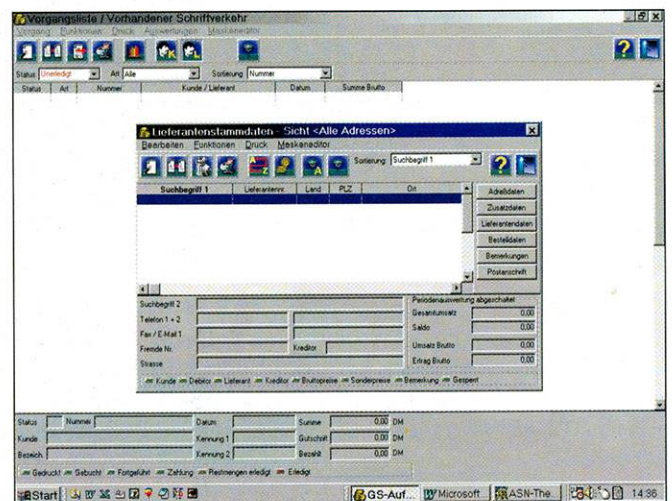 Vorgangsliste / Vorhandener Schriftverkehr
Vorgang Funktionen Druck Auswertungen Maskeneditor
Status Unerledigt Art Alle Sortierung Nummer
Status Art Nummer Kunde / Lieferant Datum Summe Brutto
Lieferantenstammdaten - Sicht <Alle Adressen>
Bearbeiten Funktionen Druck Maskeneditor
Sortierung: Suchbegriff 1
Suchbegriff 1 Lieferantennr. Land PLZ Ort
Adreßdaten
Zusatzdaten
Lieferantendaten
Bestelldaten
Bemerkungen
Postanschrift
Suchbegriff 2
Telefon 1 + 2
Fax / E-Mail 1
Fremde Nr. Kreditor
Strasse
Periodenauswertung abgeschaltet
Gesamtumsatz 0,00
Saldo 0,00
Umsatz Brutto 0,00
Ertrag Brutto 0,00
Kunde Debitor Lieferant Kreditor Bruttopreise Sonderpreise Bemerkung Gesperrt
Status Nummer Datum Summe 0,00 DM
Kunde Kennung 1 Gutschrift 0,00 DM
Bezeich Kennung 2 Bezahlt 0,00 DM
Gedruckt Gebucht Fortgeführt Zahlung Restmengen erledigt Erledigt
Start GS-Auf... Microsoft ASN-The... 14:36